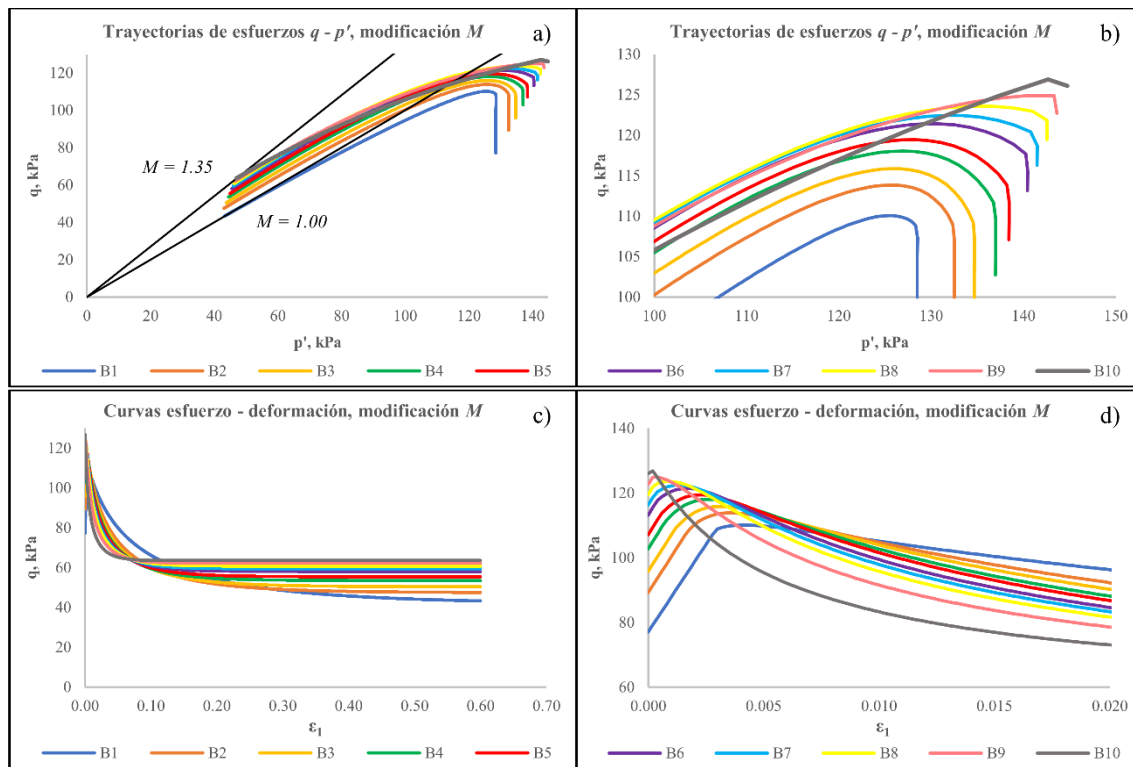 Trayectorias de esfuerzos q - p', modificación M
a)
q, kPa
120
100
80
60
40
20
0
M = 1.35
M = 1.00
0 20 40 60 80 100 120 140
p', kPa
B1 B2 B3 B4 B5
Trayectorias de esfuerzos q - p', modificación M
b)
q, kPa
130
125
120
115
110
105
100
100 110 120 130 140 150
p', kPa
B6 B7 B8 B9 B10
Curvas esfuerzo - deformación, modificación M
c)
q, kPa
120
100
80
60
40
20
0
0.00 0.10 0.20 0.30 0.40 0.50 0.60 0.70
ε1
B1 B2 B3 B4 B5
Curvas esfuerzo - deformación, modificación M
d)
q, kPa
140
120
100
80
60
0.000 0.005 0.010 0.015 0.020
ε1
B6 B7 B8 B9 B10